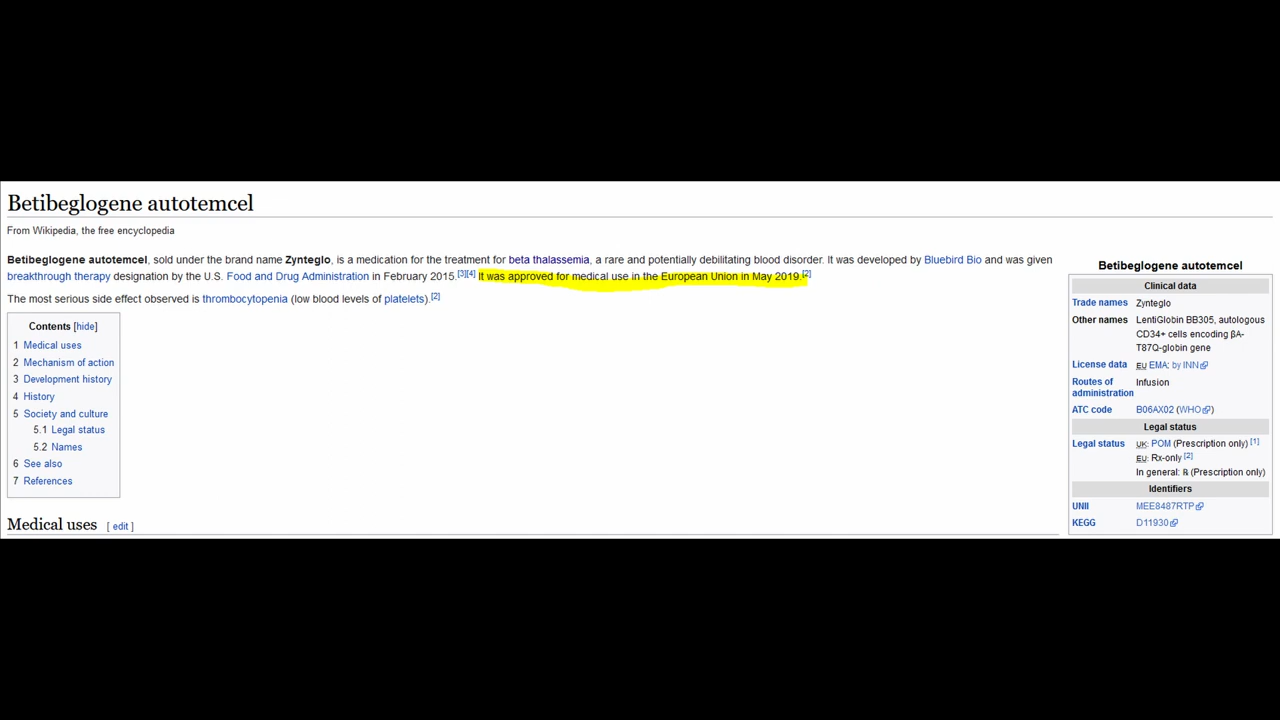 Betibeglogene autotemcel
From Wikipedia, the free encyclopedia
Betibeglogene autotemcel, sold under the brand name Zynteglo, is a medication for the treatment for beta thalassemia, a rare and potentially debilitating blood disorder. It was developed by Bluebird Bio and was given
breakthrough therapy designation by the U.S. Food and Drug Administration in February 2015.[3][4] It was approved for medical use in the European Union in May 2019.[2]
The most serious side effect observed is thrombocytopenia (low blood levels of platelets).[2]
Contents [hide]
1 Medical uses
2 Mechanism of action
3 Development history
4 History
5 Society and culture
5.1 Legal status
5.2 Names
6 See also
7 References
Medical uses [ edit ]
Betibeglogene autotemcel
Clinical data
Trade names Zynteglo
Other names LentiGlobin BB305, autologous
CD34+ cells encoding βA-
T87Q-globin gene
License data EU EMA: by INN
Routes of
administration Infusion
ATC code B06AX02 (WHO)
Legal status
Legal status UK: POM (Prescription only) [1]
EU: Rx-only [2]
In general: ℞ (Prescription only)
Identifiers
UNII MEE8487RTP
KEGG D11930